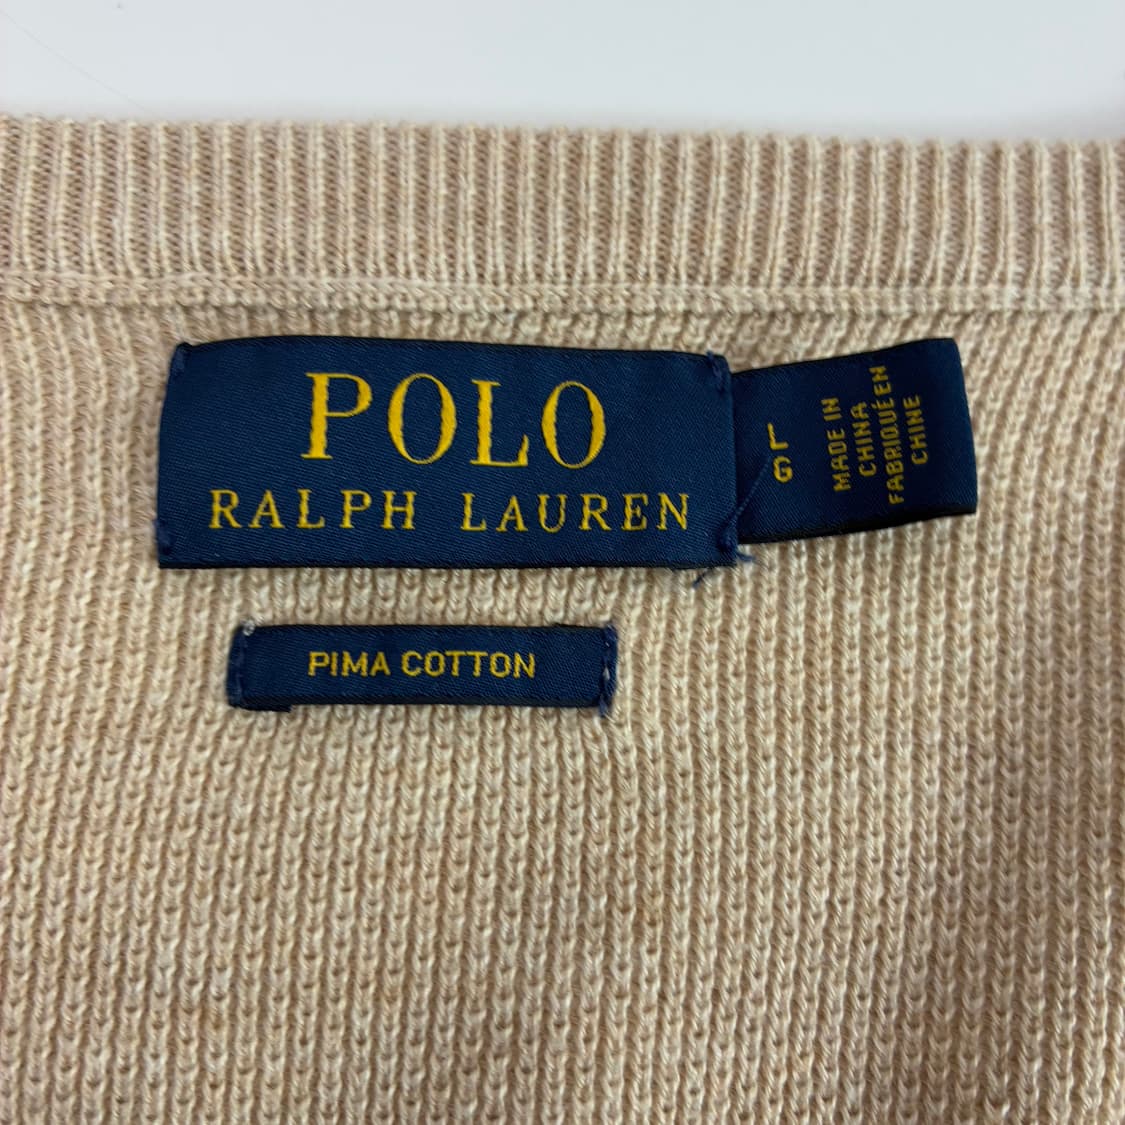 POLO
RALPH LAUREN
L
G
MADE IN
CHINA
FABRIQUÉ EN
CHINE
PIMA COTTON